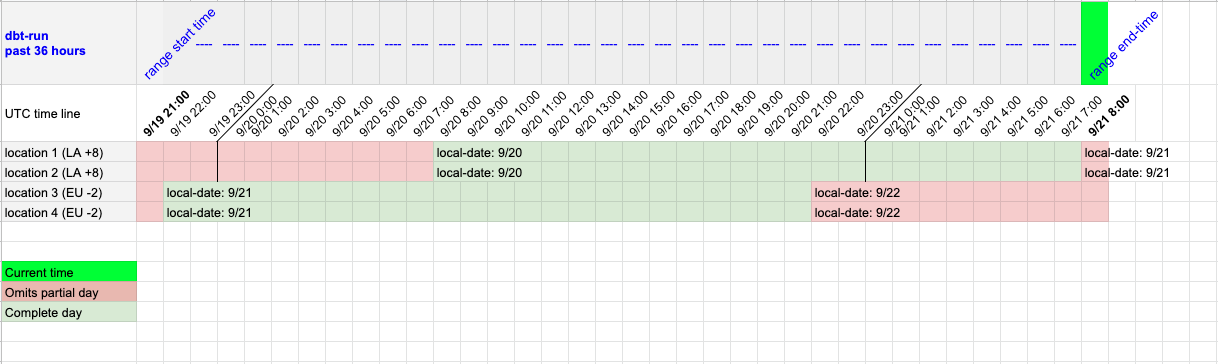 dbt-run
past 36 hours
range start time
---- ---- ---- ---- ---- ---- ---- ---- ---- ---- ---- ---- ---- ---- ---- ---- ---- ---- ---- ---- ---- ---- ---- ---- ---- ---- ---- ---- ---- ---- ---- ---- ----
range end-time
UTC time line
9/19 21:00
9/19 22:00
9/19 23:00
9/20 0:00
9/20 1:00
9/20 2:00
9/20 3:00
9/20 4:00
9/20 5:00
9/20 6:00
9/20 7:00
9/20 8:00
9/20 9:00
9/20 10:00
9/20 11:00
9/20 12:00
9/20 13:00
9/20 14:00
9/20 15:00
9/20 16:00
9/20 17:00
9/20 18:00
9/20 19:00
9/20 20:00
9/20 21:00
9/20 22:00
9/20 23:00
9/21 0:00
9/21 1:00
9/21 2:00
9/21 3:00
9/21 4:00
9/21 5:00
9/21 6:00
9/21 7:00
9/21 8:00
location 1 (LA +8) local-date: 9/20 local-date: 9/21
location 2 (LA +8) local-date: 9/20 local-date: 9/21
location 3 (EU -2) local-date: 9/21 local-date: 9/22
location 4 (EU -2) local-date: 9/21 local-date: 9/22
Current time
Omits partial day
Complete day